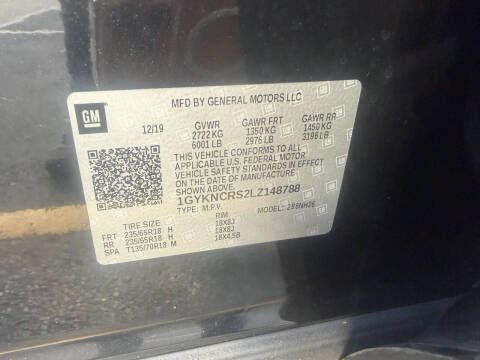 GM
MFD BY GENERAL MOTORS LLC
12/19 GVWR GAWR FRT GAWR RR
2722 KG 1350 KG 1450 KG
6001 LB 2976 LB 3196 LB
THIS VEHICLE CONFORMS TO ALL
APPLICABLE U.S. FEDERAL MOTOR
VEHICLE SAFETY STANDARDS IN EFFECT
ON THE DATE OF MANUFACTURE.
1GYKNCRS2LZ148788
TYPE: M.P.V. MODEL:
TIRE SIZE RIM
FRT 235/65R18 H 18X8J
RR 235/65R18 H 18X8J
SPA T135/70R18 M 18X4.5B